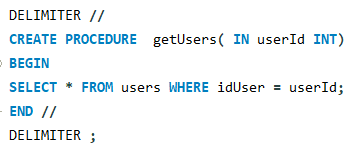 DELIMITER //
CREATE PROCEDURE  getUsers( IN userId INT)
BEGIN
SELECT * FROM users WHERE idUser = userId;
END //
DELIMITER ;